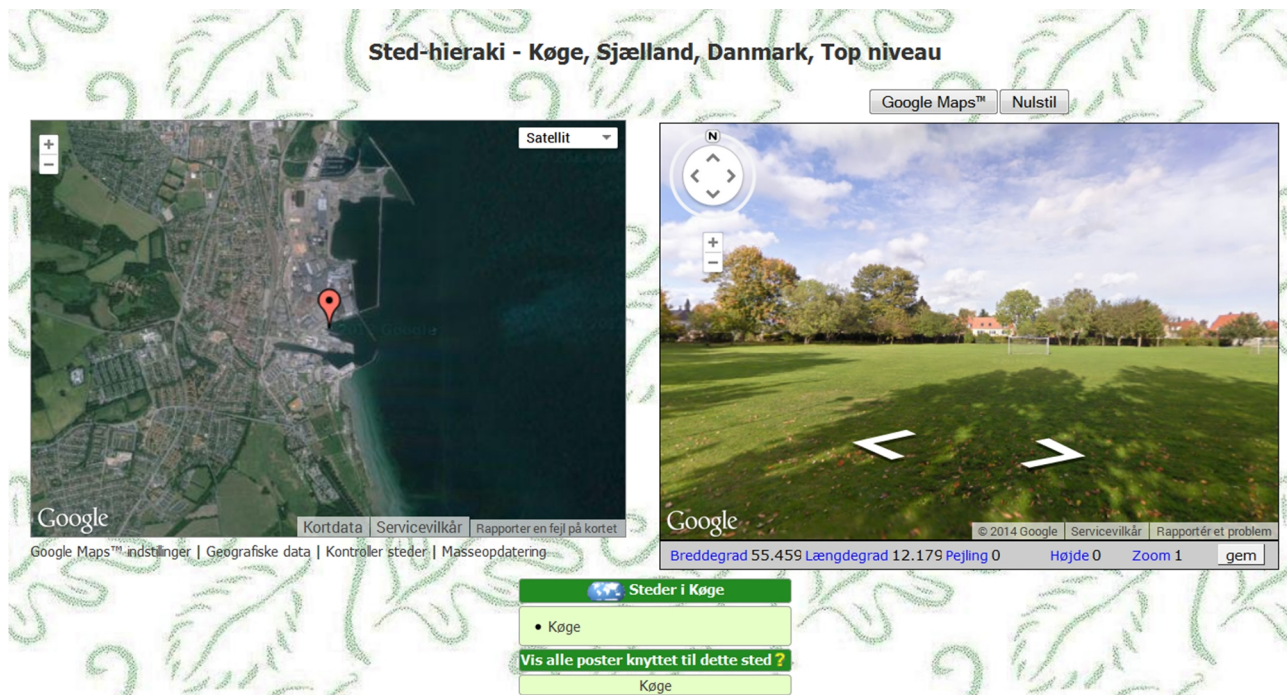 Sted-hieraki - Køge, Sjælland, Danmark, Top niveau
Google Maps™ Nulstil
+
−
Satellit
N
+
−
Google
Kortdata Servicevilkår Rapporter en fejl på kortet
Google
© 2014 Google Servicevilkår Rapportér et problem
Google Maps™ indstilinger | Geografiske data | Kontroller steder | Masseopdatering
Breddegrad 55.459 Længdegrad 12.179 Pejling 0 Højde 0 Zoom 1 gem
Steder i Køge
• Køge
Vis alle poster knyttet til dette sted ?
Køge